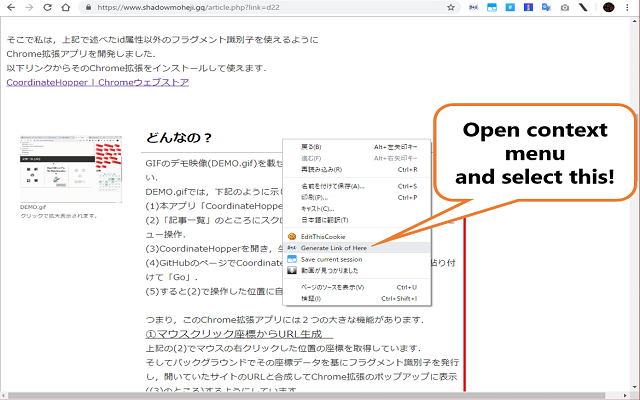 https://www.shadowmoheji.gq/article.php?link=d22
そこで私は，上記で述べたid属性以外のフラグメント識別子を使えるように
Chrome拡張アプリを開発しました．
以下リンクからそのChrome拡張をインストールして使えます．
CoordinateHopper | Chromeウェブストア
どんなの？
DEMO.gif
クリックで拡大表示されます。
GIFのデモ映像(DEMO.gif)を載せ
い．
DEMO.gifでは，下記のように示し
(1)本アプリ「CoordinateHopper
(2)「記事一覧」のところにスク
ュー操作．
(3)CoordinateHopperを開き，生
(4)GitHubのページでCoordina
貼り付
けて「Go」．
(5)すると(2)で操作した位置に自
つまり，このChrome拡張アプリには２つの大きな機能があります．
①マウスクリック座標からURL生成
上記の(2)でマウスの右クリックした位置の座標を取得しています．
そしてバックグラウンドでその座標データを基にフラグメント識別子を発行
し，開いていたサイトのURLと合成してChrome拡張のポップアップに表示
((3)のところ)するようにしています．
戻る(B) Alt+左矢印キー
進む(F) Alt+右矢印キー
再読み込み(R) Ctrl+R
名前を付けて保存(A)... Ctrl+S
印刷(P)... Ctrl+P
キャスト(C)...
日本語に翻訳(T)
EditThisCookie
Generate Link of Here
Save current session
動画が見つかりました
ページのソースを表示(V) Ctrl+U
検証(I) Ctrl+Shift+I
Open context
menu
and select this!